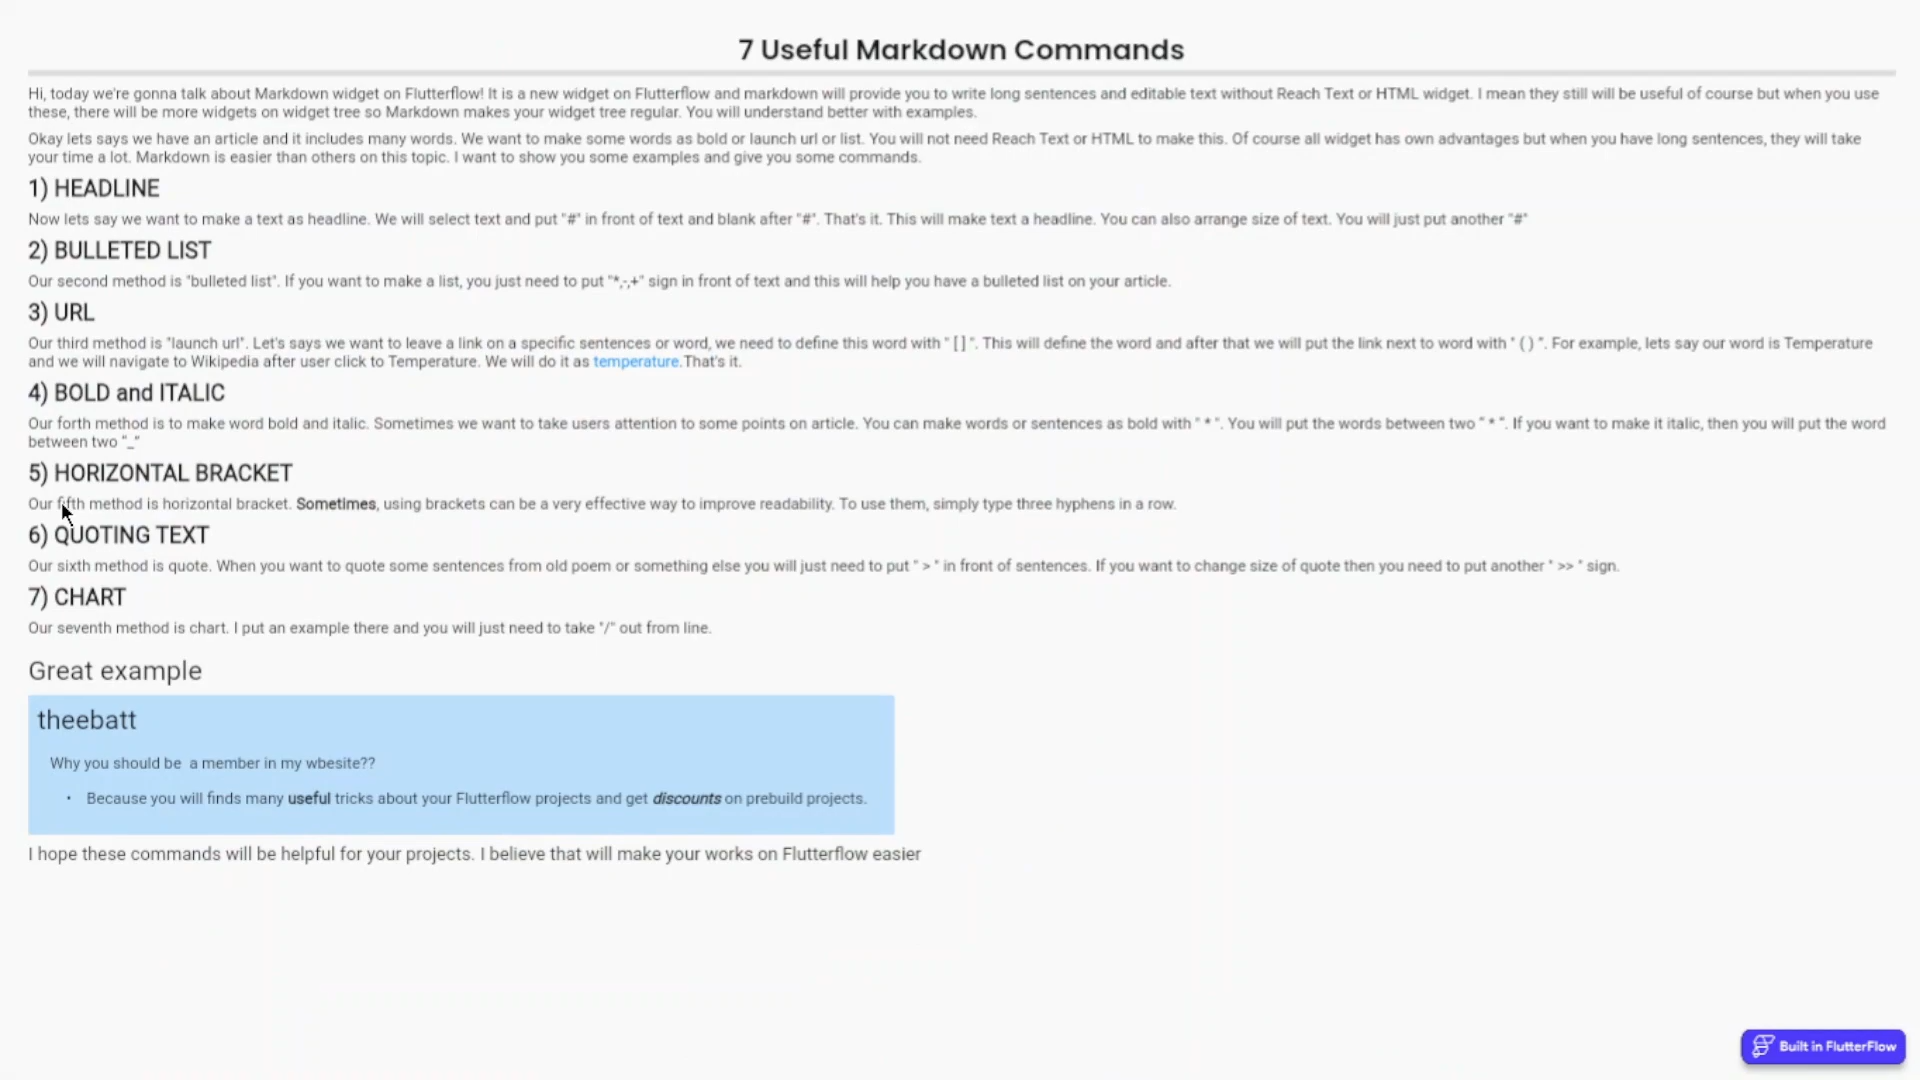 7 Useful Markdown Commands
Hi, today we're gonna talk about Markdown widget on Flutterflow! It is a new widget on Flutterflow and markdown will provide you to write long sentences and editable text without Reach Text or HTML widget. I mean they still will be useful of course but when you use
these, there will be more widgets on widget tree so Markdown makes your widget tree regular. You will understand better with examples.
Okay lets says we have an article and it includes many words. We want to make some words as bold or launch url or list. You will not need Reach Text or HTML to make this. Of course all widget has own advantages but when you have long sentences, they will take
your time a lot. Markdown is easier than others on this topic. I want to show you some examples and give you some commands.
1) HEADLINE
Now lets say we want to make a text as headline. We will select text and put "#" in front of text and blank after "#". That's it. This will make text a headline. You can also arrange size of text. You will just put another "#"
2) BULLETED LIST
Our second method is "bulleted list". If you want to make a list, you just need to put "*,-,+" sign in front of text and this will help you have a bulleted list on your article.
3) URL
Our third method is "launch url". Let's says we want to leave a link on a specific sentences or word, we need to define this word with " [ ] ". This will define the word and after that we will put the link next to word with " ( ) ". For example, lets say our word is Temperature
and we will navigate to Wikipedia after user click to Temperature. We will do it as temperature.That's it.
4) BOLD and ITALIC
Our forth method is to make word bold and italic. Sometimes we want to take users attention to some points on article. You can make words or sentences as bold with " * ". You will put the words between two " * ". If you want to make it italic, then you will put the word
between two "_"
5) HORIZONTAL BRACKET
Our fifth method is horizontal bracket. Sometimes, using brackets can be a very effective way to improve readability. To use them, simply type three hyphens in a row.
6) QUOTING TEXT
Our sixth method is quote. When you want to quote some sentences from old poem or something else you will just need to put " > " in front of sentences. If you want to change size of quote then you need to put another " >> " sign.
7) CHART
Our seventh method is chart. I put an example there and you will just need to take "/" out from line.
Great example
theebatt
Why you should be a member in my wbesite??
• Because you will finds many useful tricks about your Flutterflow projects and get discounts on prebuild projects.
I hope these commands will be helpful for your projects. I believe that will make your works on Flutterflow easier
Built in FlutterFlow